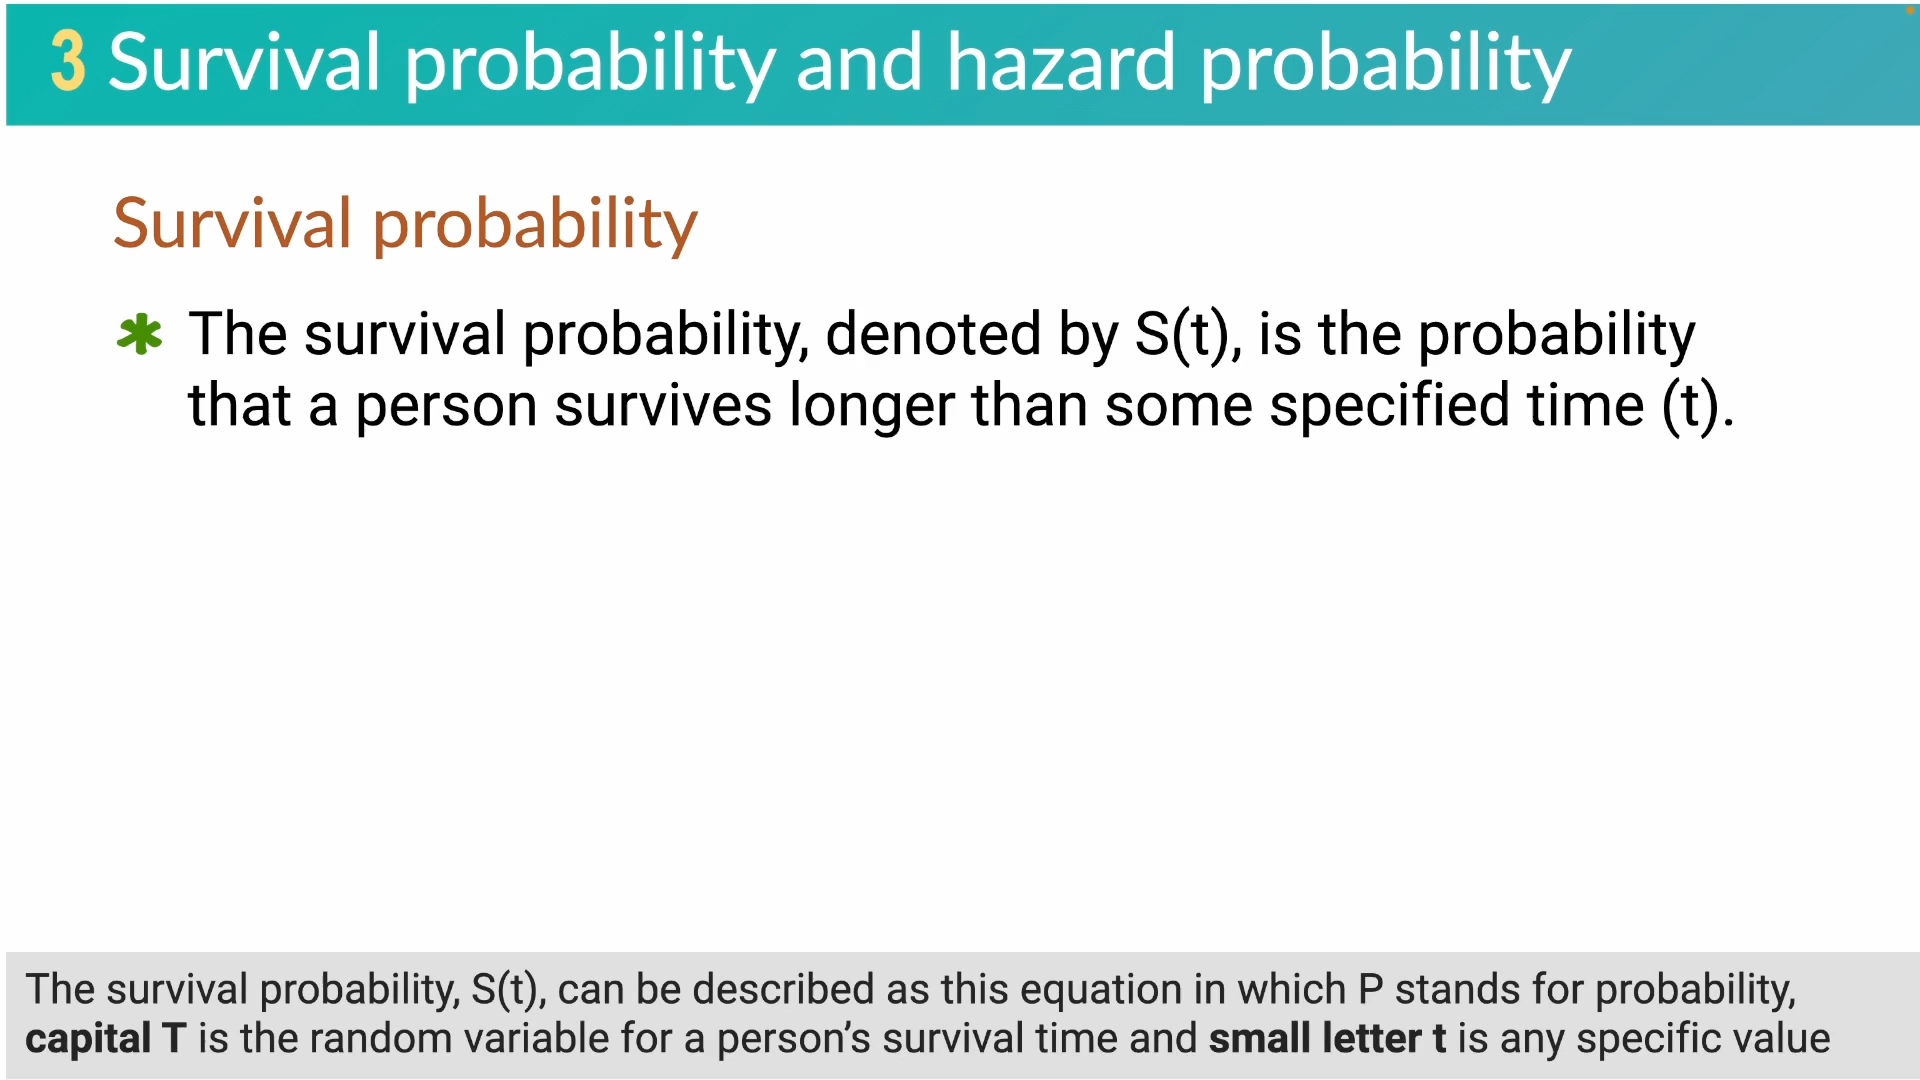 3 Survival probability and hazard probability
Survival probability
✱ The survival probability, denoted by S(t), is the probability
that a person survives longer than some specified time (t).
The survival probability, S(t), can be described as this equation in which P stands for probability,
capital T is the random variable for a person’s survival time and small letter t is any specific value